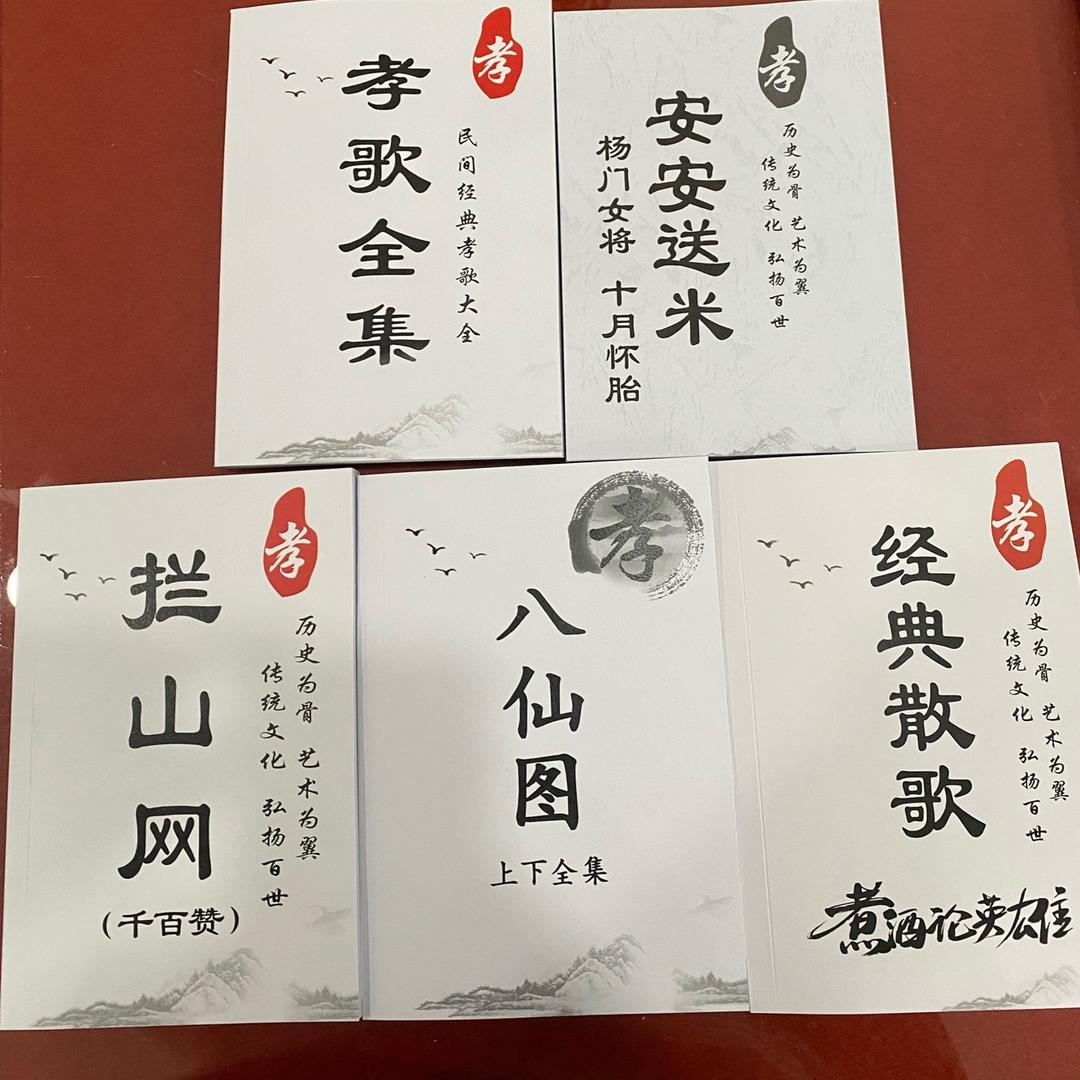 孝
孝歌全集
民间经典孝歌大全
孝
安安送米
杨门女将 十月怀胎
历史为骨 艺术为翼
传统文化 弘扬百世
孝
拦山网
(千百赞)
历史为骨 艺术为翼
传统文化 弘扬百世
孝
八仙图
上下全集
孝
经典散歌
历史为骨 艺术为翼
传统文化 弘扬百世
煮酒论英雄